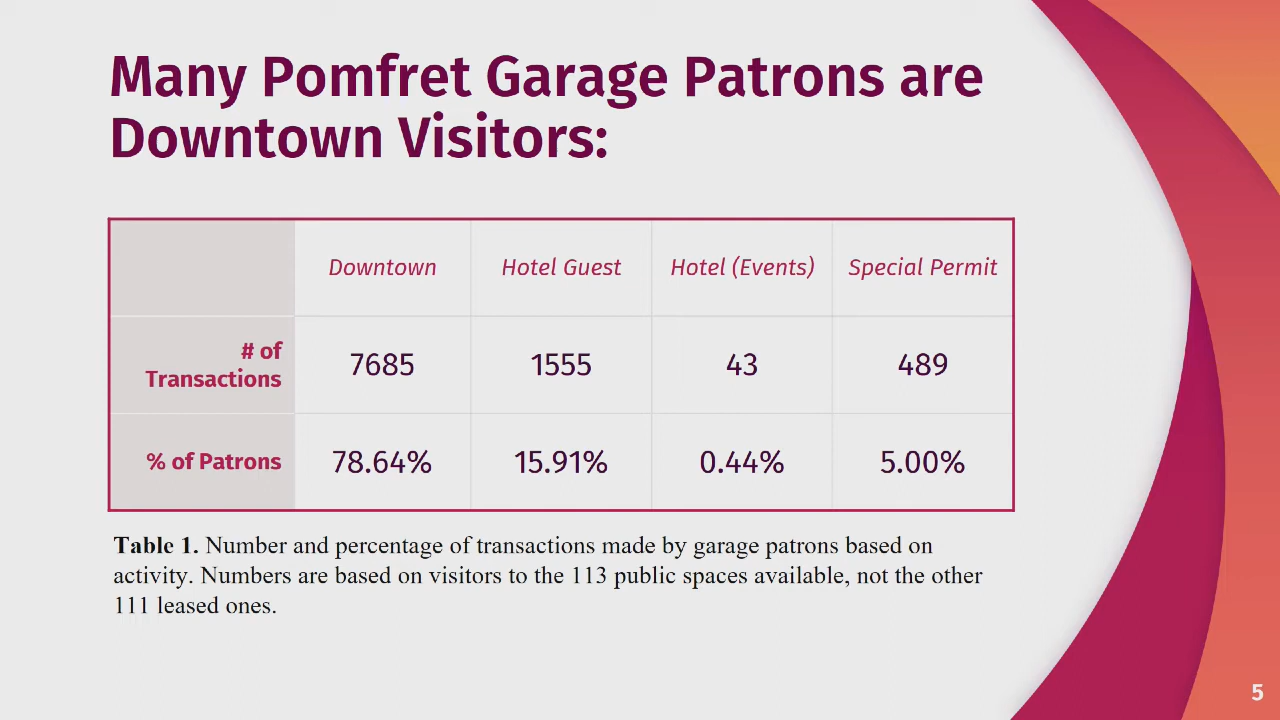 Many Pomfret Garage Patrons are
Downtown Visitors:
Downtown Hotel Guest Hotel (Events) Special Permit
# of
Transactions
7685 1555 43 489
% of Patrons 78.64% 15.91% 0.44% 5.00%
Table 1. Number and percentage of transactions made by garage patrons based on
activity. Numbers are based on visitors to the 113 public spaces available, not the other
111 leased ones.
5